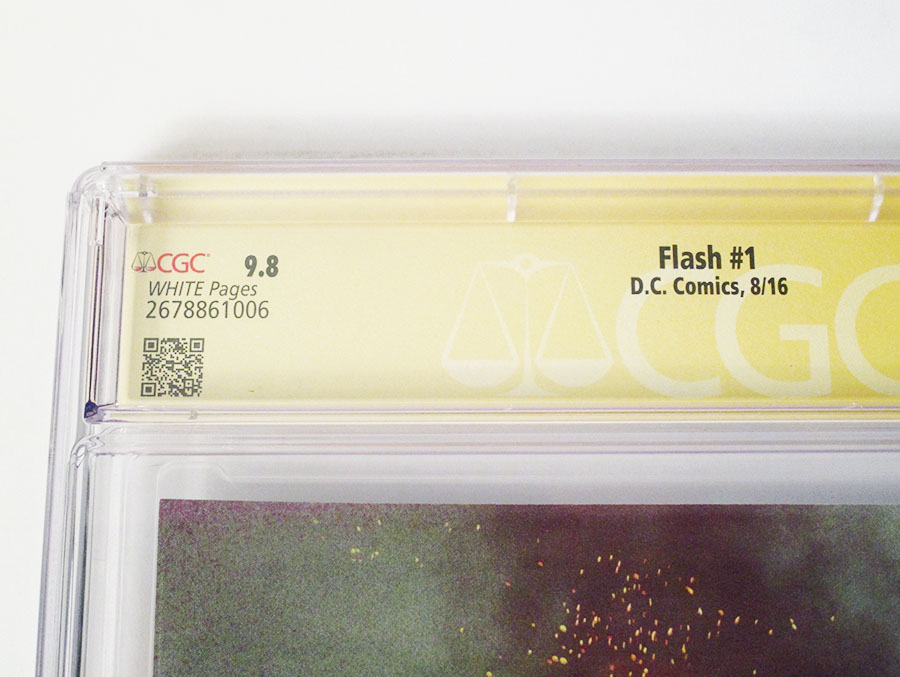 CGC 9.8
WHITE Pages
2678861006
Flash #1
D.C. Comics, 8/16
CGC